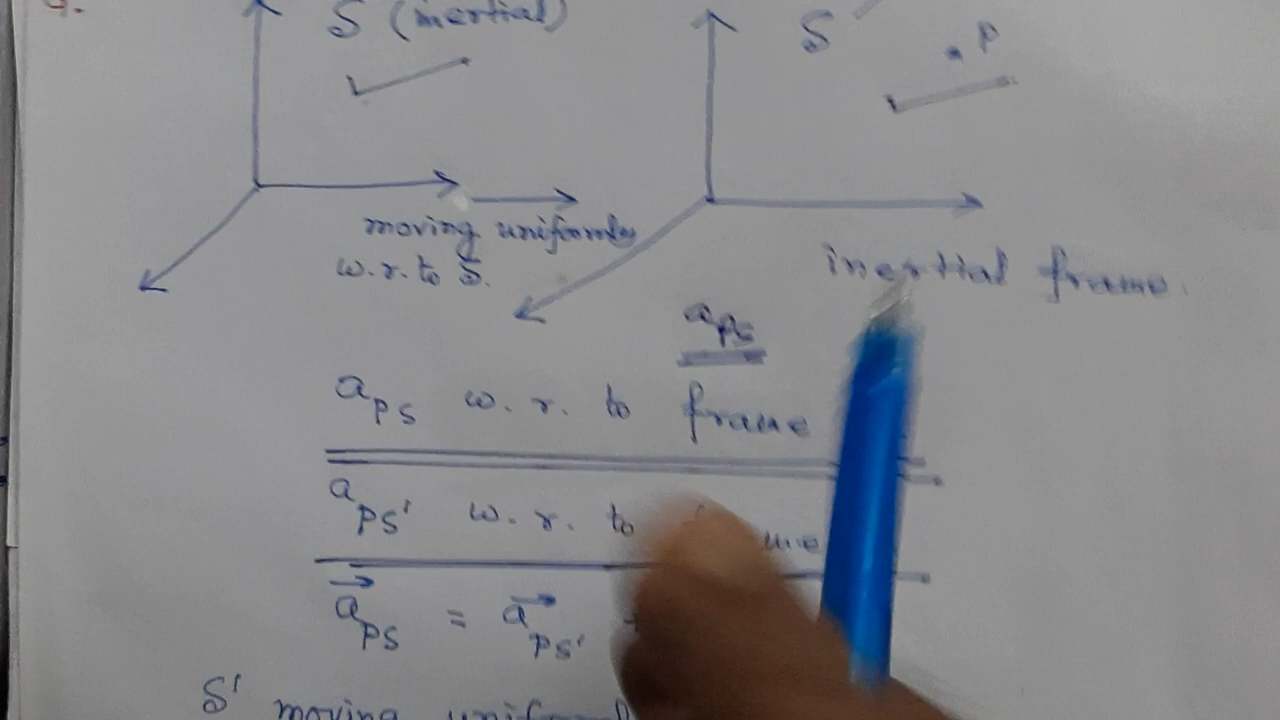 S (inertial)
S
P
moving uniformly
w.r.to S.
inertial frame.
a_PS
a_PS w.r. to frame
a_PS' w.r. to
a_PS = a_PS'
S' moving